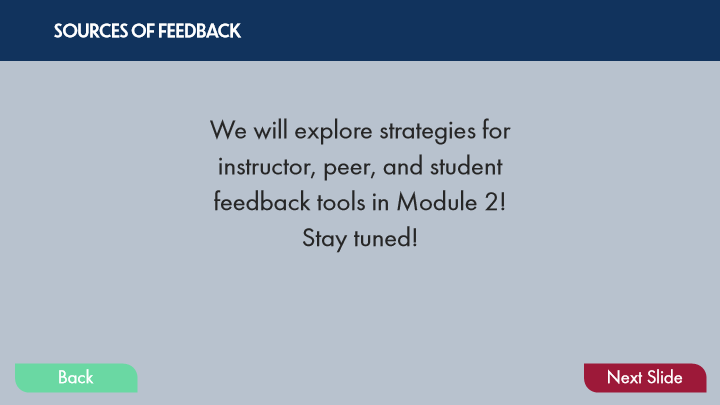 SOURCES OF FEEDBACK
We will explore strategies for
instructor, peer, and student
feedback tools in Module 2!
Stay tuned!
Back
Next Slide